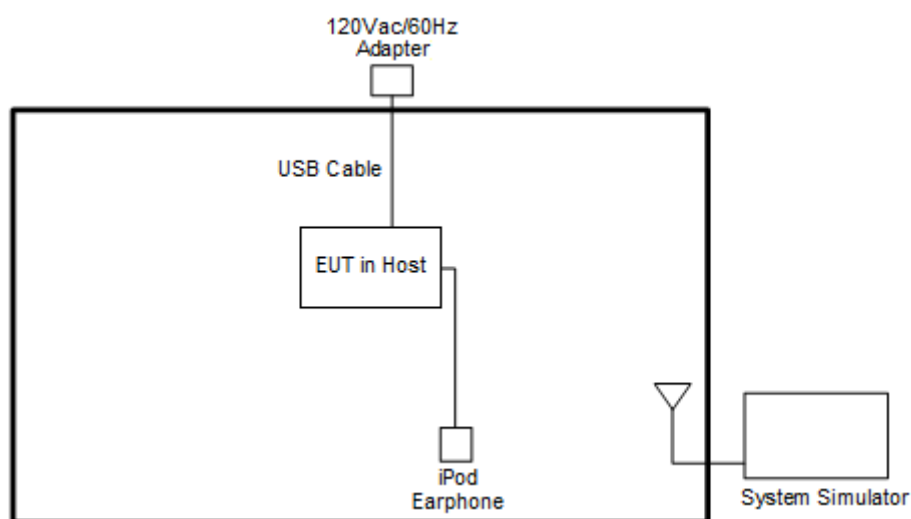 120Vac/60Hz
Adapter
USB Cable
EUT in Host
iPod
Earphone
System Simulator